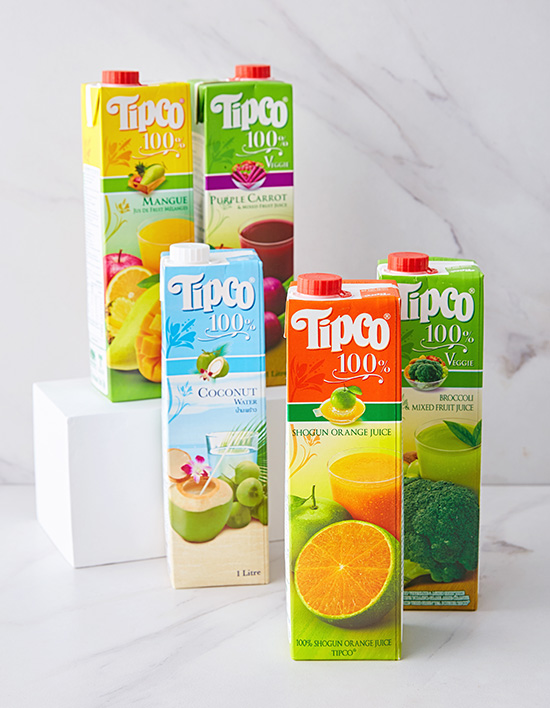 Tipco®
100%
MANGUE
JUS DE FRUIT MÉLANGÉS
Tipco®
100%
VEGGIE
PURPLE CARROT
& MIXED FRUIT JUICE
Litre
Tipco®
100%
COCONUT
WATER
น้ำมะพร้าว
1 Litre
Tipco®
100%
SHOGUN ORANGE JUICE
100% SHOGUN ORANGE JUICE
TIPCO®
Tipco®
100%
VEGGIE
BROCCOLI
& MIXED FRUIT JUICE